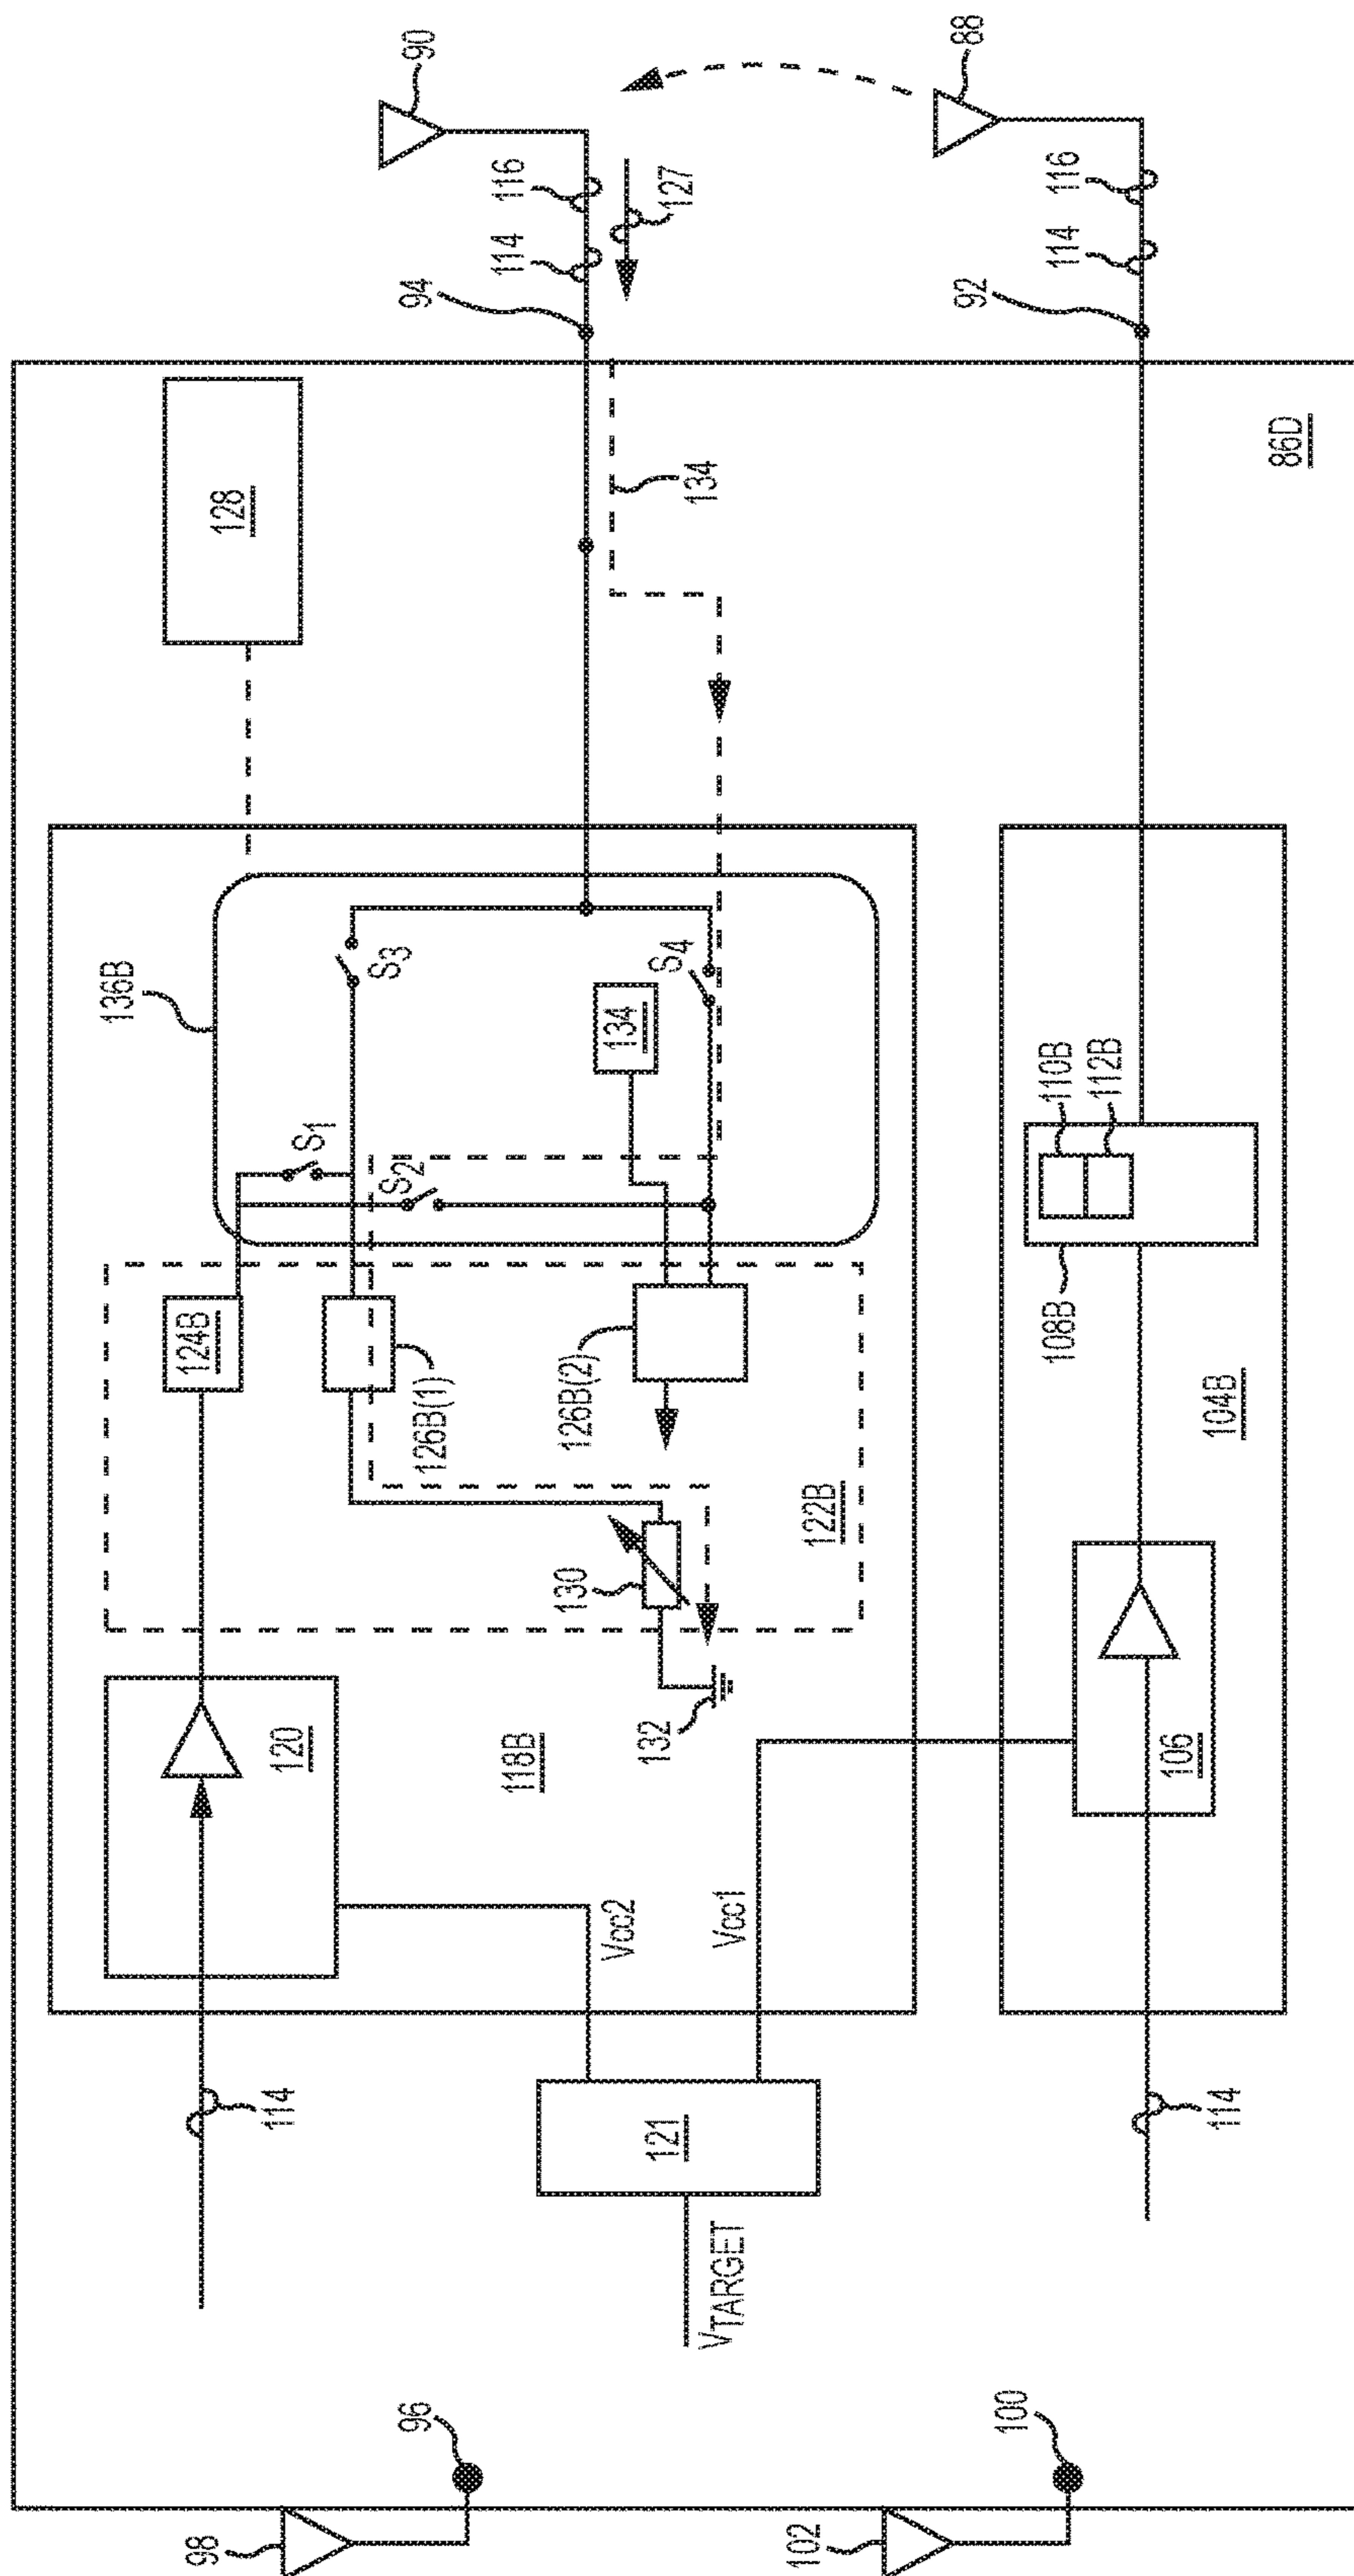 90
88
116
114
127
94
116
114
92
128
134
86D
136B
S3
S1
S2
134
S4
110B
112B
108B
104B
124B
126B(1)
126B(2)
122B
130
132
120
118B
106
Vcc2
Vcc1
114
121
114
VTARGET
96
98
100
102